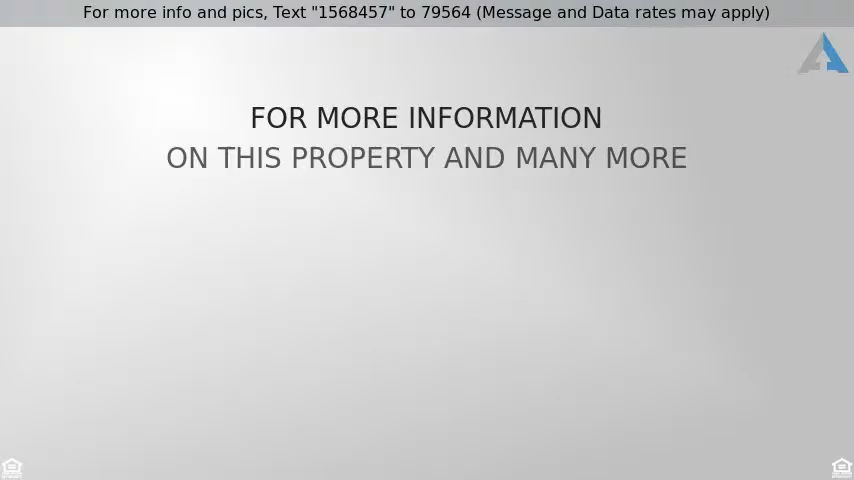 For more info and pics, Text "1568457" to 79564 (Message and Data rates may apply)
FOR MORE INFORMATION
ON THIS PROPERTY AND MANY MORE